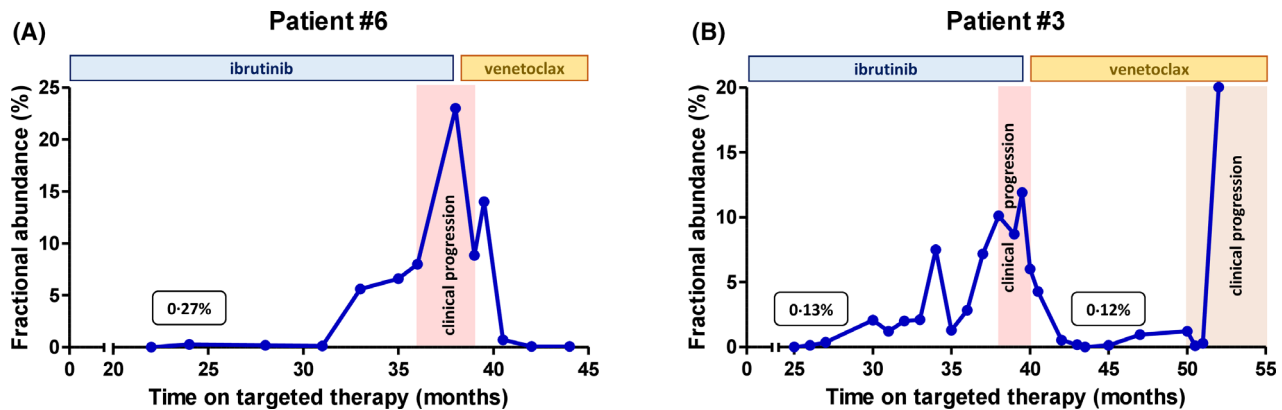 (A)
Patient #6
ibrutinib
venetoclax
Fractional abundance (%)
25
20
15
10
5
0
0·27%
clinical progression
0
20
25
30
35
40
45
Time on targeted therapy (months)
(B)
Patient #3
ibrutinib
venetoclax
Fractional abundance (%)
20
15
10
5
0
0·13%
clinical progression
0·12%
clinical progression
0
25
30
35
40
45
50
55
Time on targeted therapy (months)